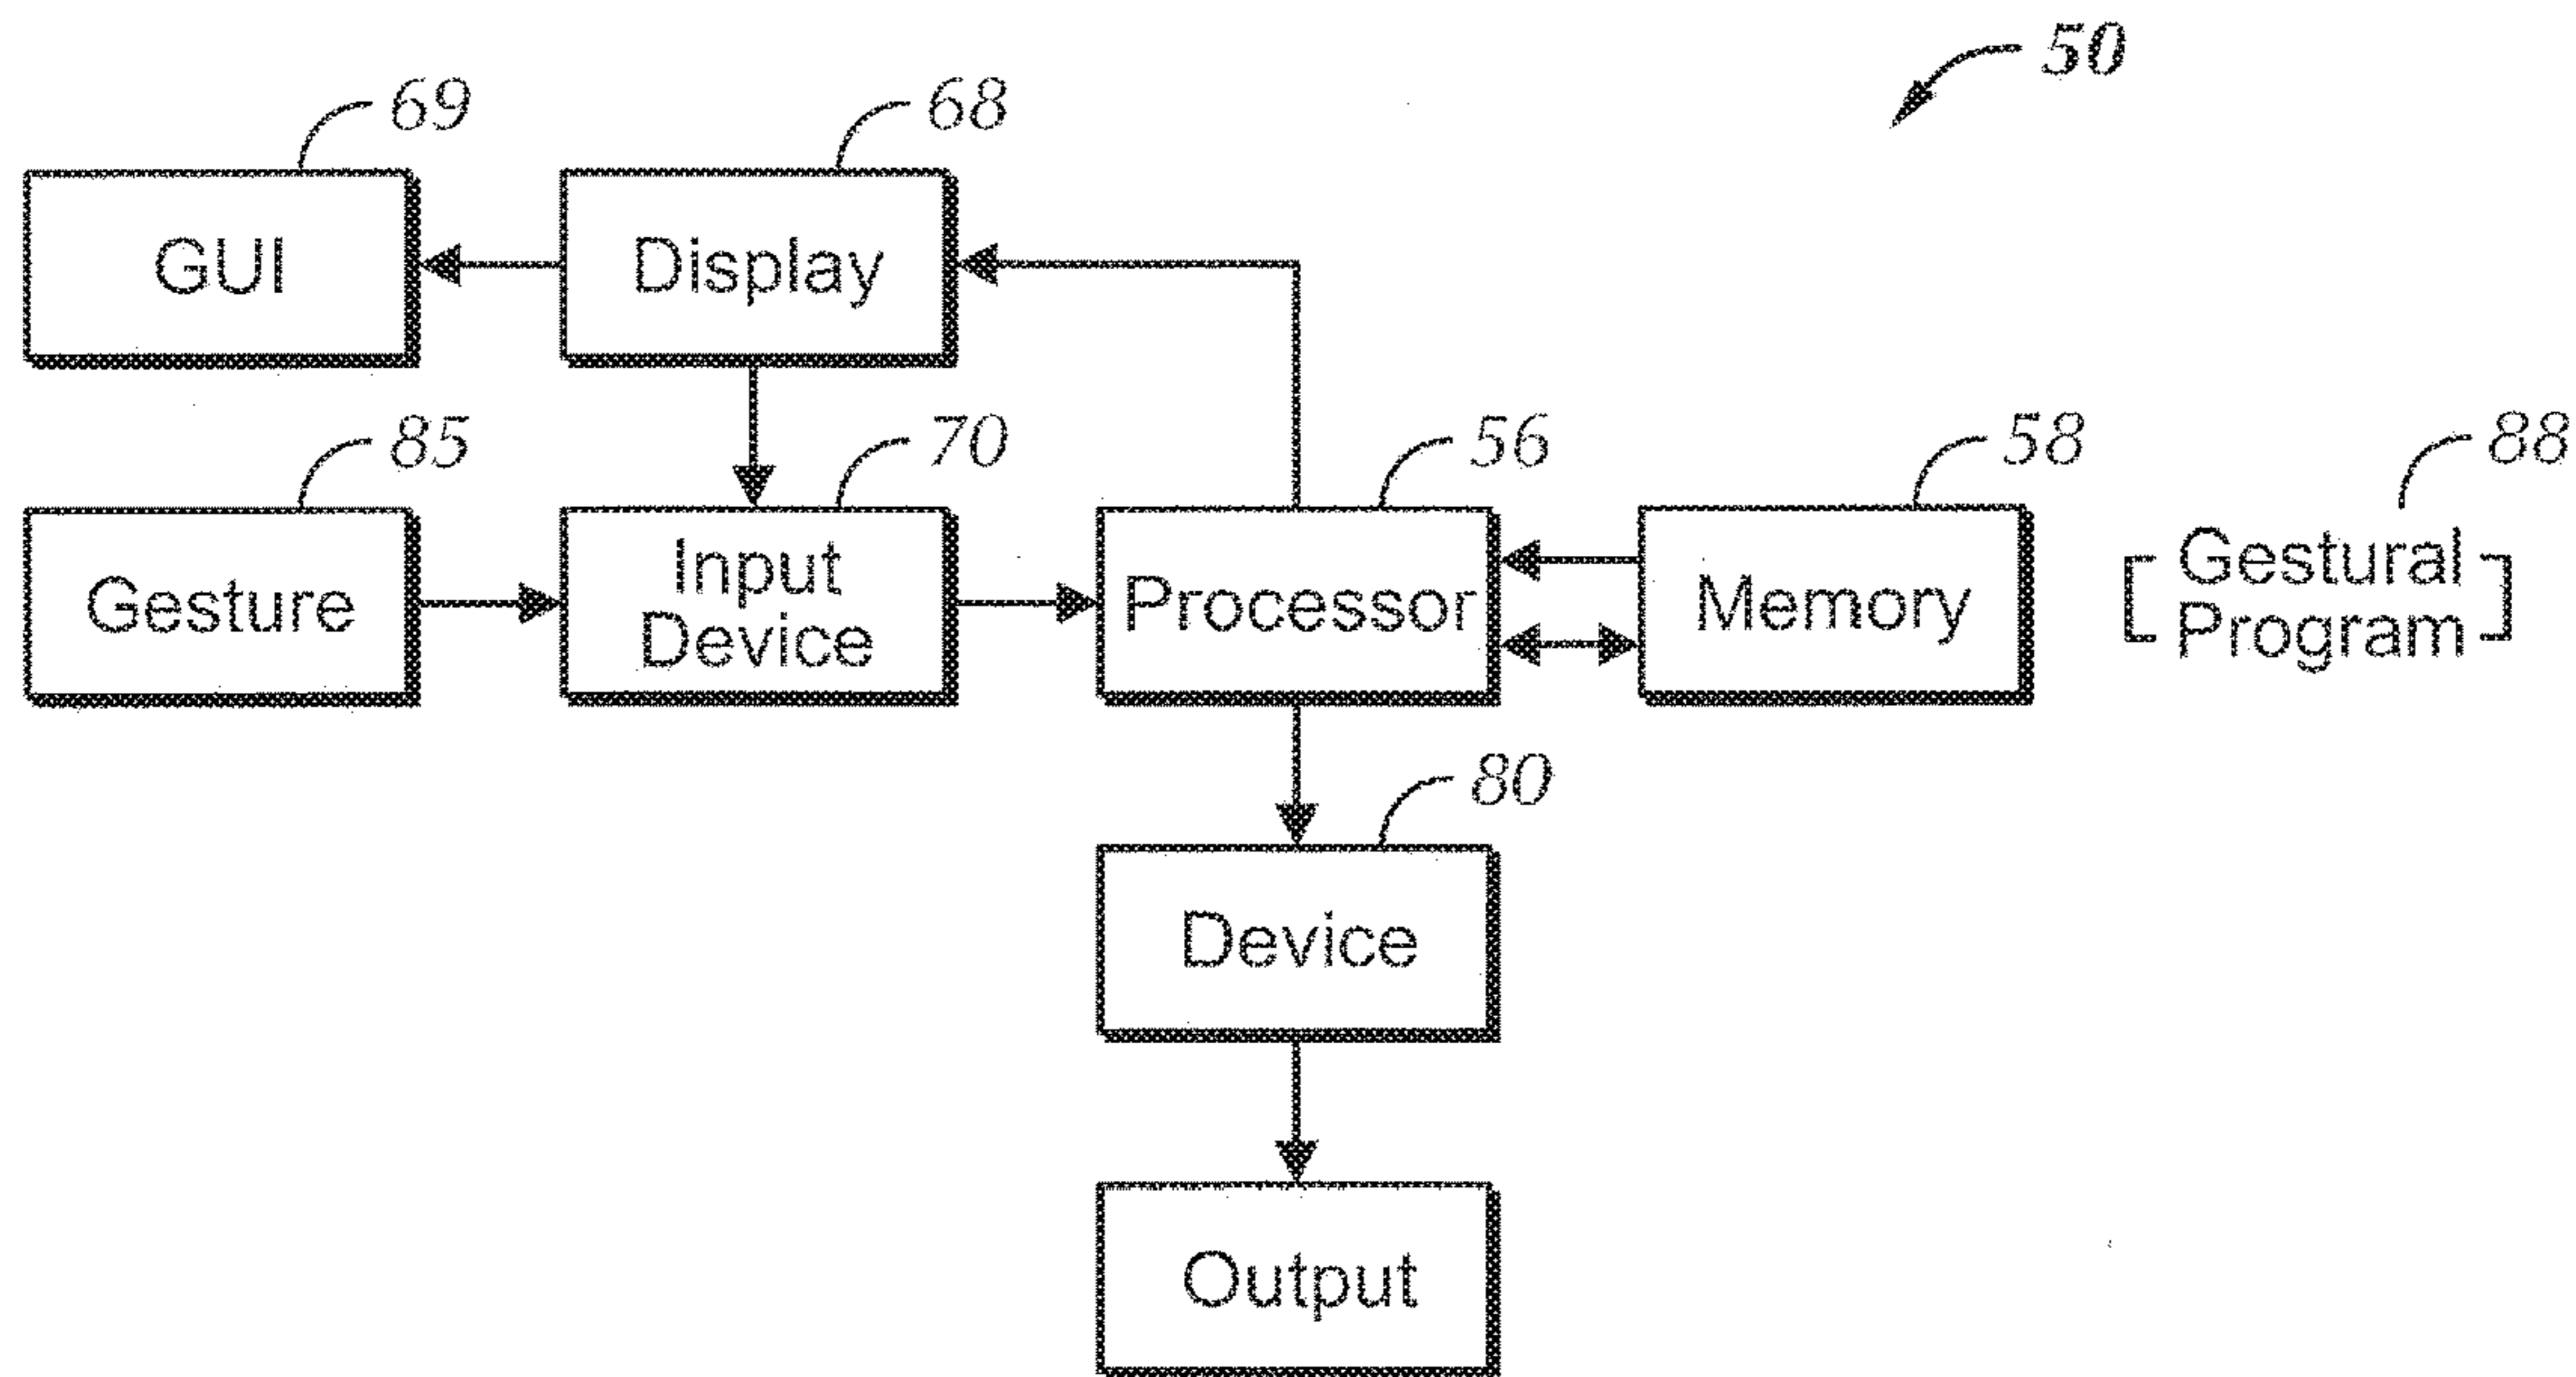 50
69
68
GUI
Display
85
70
56
58
88
Gesture
Input
Device
Processor
Memory
Gestural
Program
80
Device
Output